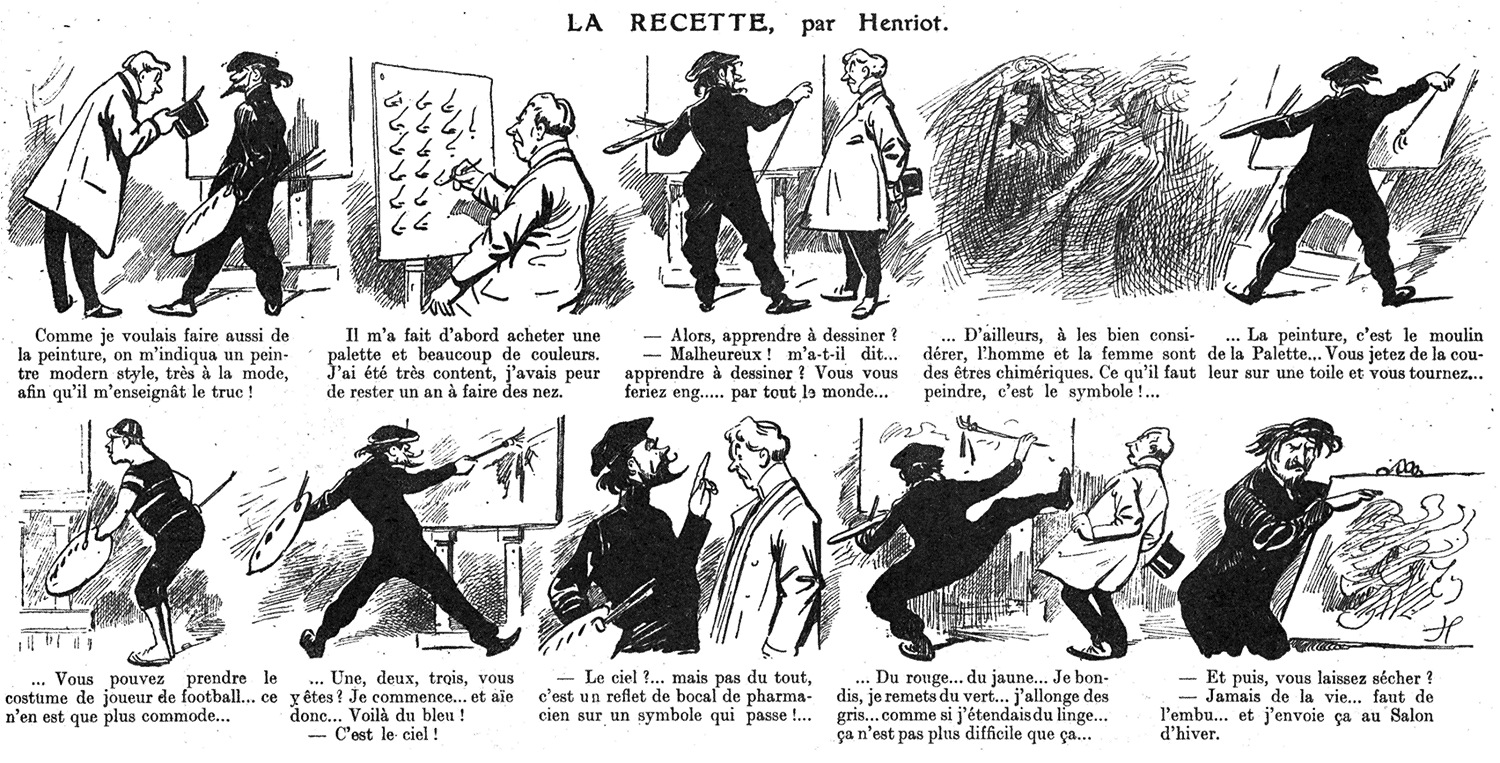 LA RECETTE, par Henriot.
Comme je voulais faire aussi de
la peinture, on m'indiqua un pein-
tre modern style, très à la mode,
afin qu'il m'enseignât le truc !
Il m'a fait d'abord acheter une
palette et beaucoup de couleurs.
J'ai été très content, j'avais peur
de rester un an à faire des nez.
— Alors, apprendre à dessiner ?
— Malheureux ! m'a-t-il dit...
apprendre à dessiner ? Vous vous
feriez eng..... par tout le monde...
... D'ailleurs, à les bien consi-
dérer, l'homme et la femme sont
des êtres chimériques. Ce qu'il faut
peindre, c'est le symbole !...
... La peinture, c'est le moulin
de la Palette... Vous jetez de la cou-
leur sur une toile et vous tournez...
... Vous pouvez prendre le
costume de joueur de football... ce
n'en est que plus commode...
... Une, deux, trois, vous
y êtes ? Je commence... et aïe
donc... Voilà du bleu !
— C'est le ciel !
— Le ciel ?... mais pas du tout,
c'est un reflet de bocal de pharma-
cien sur un symbole qui passe !...
... Du rouge... du jaune... Je bon-
dis, je remets du vert... j'allonge des
gris... comme si j'étendais du linge...
ça n'est pas plus difficile que ça...
H
— Et puis, vous laissez sécher ?
— Jamais de la vie... faut de
l'embu... et j'envoie ça au Salon
d'hiver.